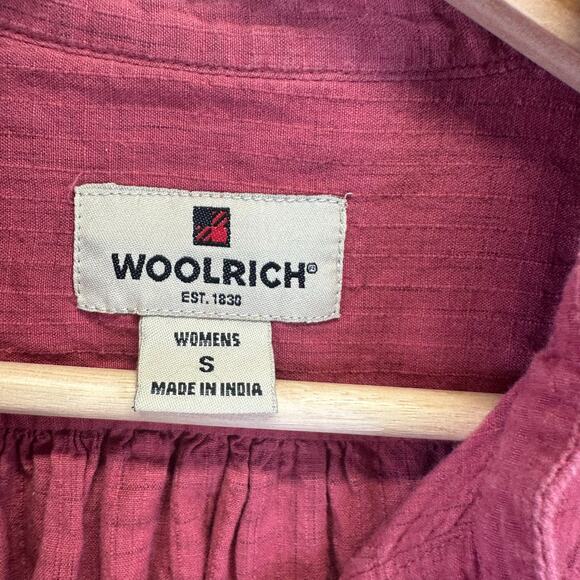 WOOLRICH®
EST. 1830
WOMENS
S
MADE IN INDIA